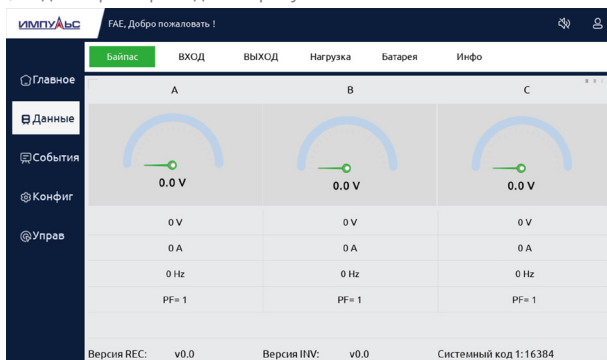 ИМПУЛЬС
FAE, Добро пожаловать !
Байпас ВХОД ВЫХОД Нагрузка Батарея Инфо
Главное
Данные
События
Конфиг
Управ
A B C
0.0 V 0.0 V 0.0 V
0 V 0 V 0 V
0 A 0 A 0 A
0 Hz 0 Hz 0 Hz
PF= 1 PF= 1 PF= 1
Версия REC: v0.0 Версия INV: v0.0 Системный код 1:16384